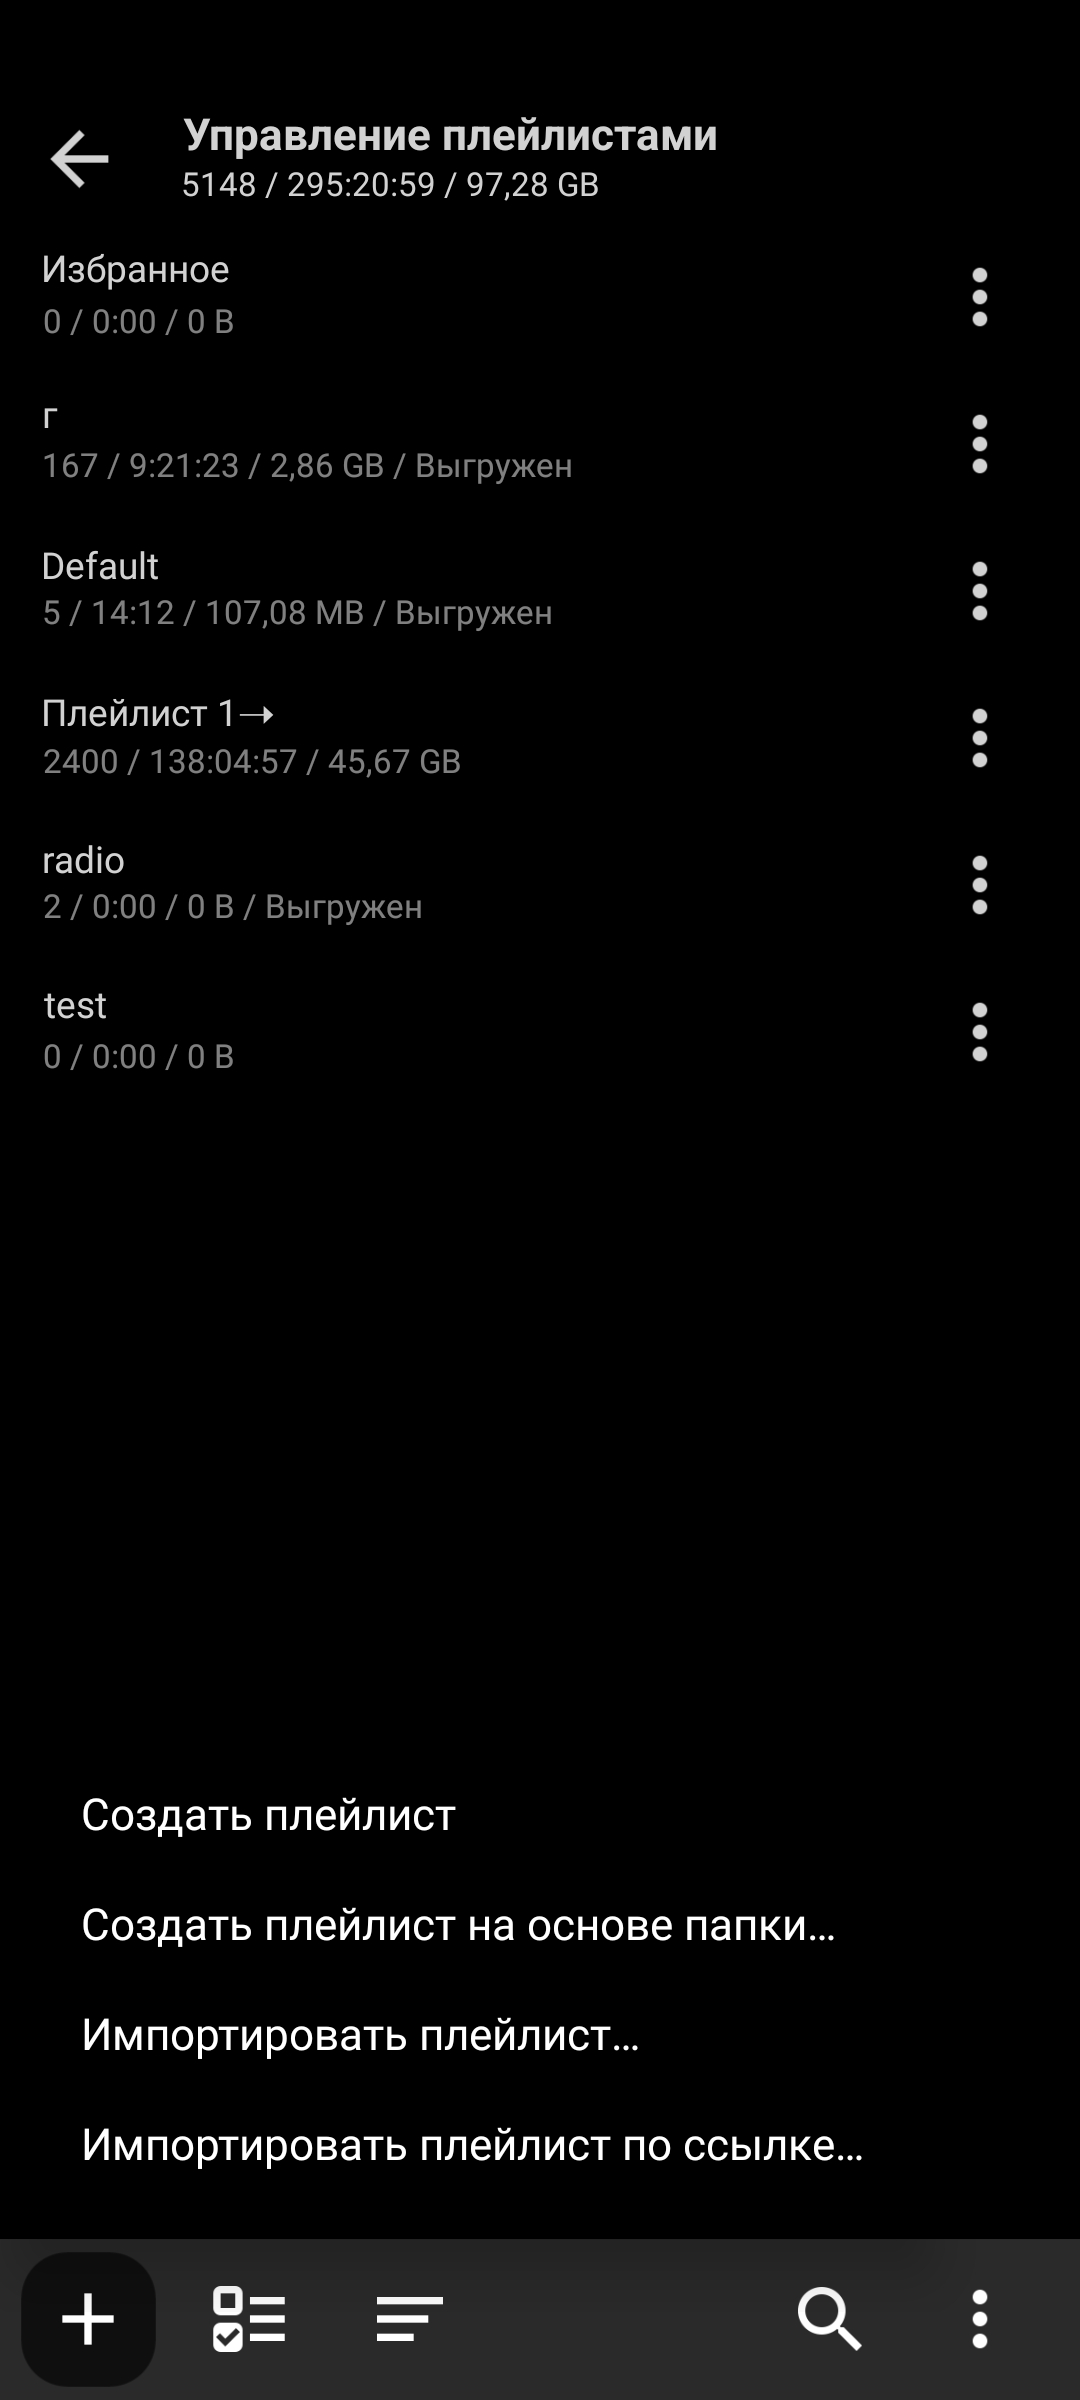 Управление плейлистами
5148 / 295:20:59 / 97,28 GB
Избранное
0 / 0:00 / 0 B
г
167 / 9:21:23 / 2,86 GB / Выгружен
Default
5 / 14:12 / 107,08 MB / Выгружен
Плейлист 1→
2400 / 138:04:57 / 45,67 GB
radio
2 / 0:00 / 0 B / Выгружен
test
0 / 0:00 / 0 B
Создать плейлист
Создать плейлист на основе папки...
Импортировать плейлист...
Импортировать плейлист по ссылке...